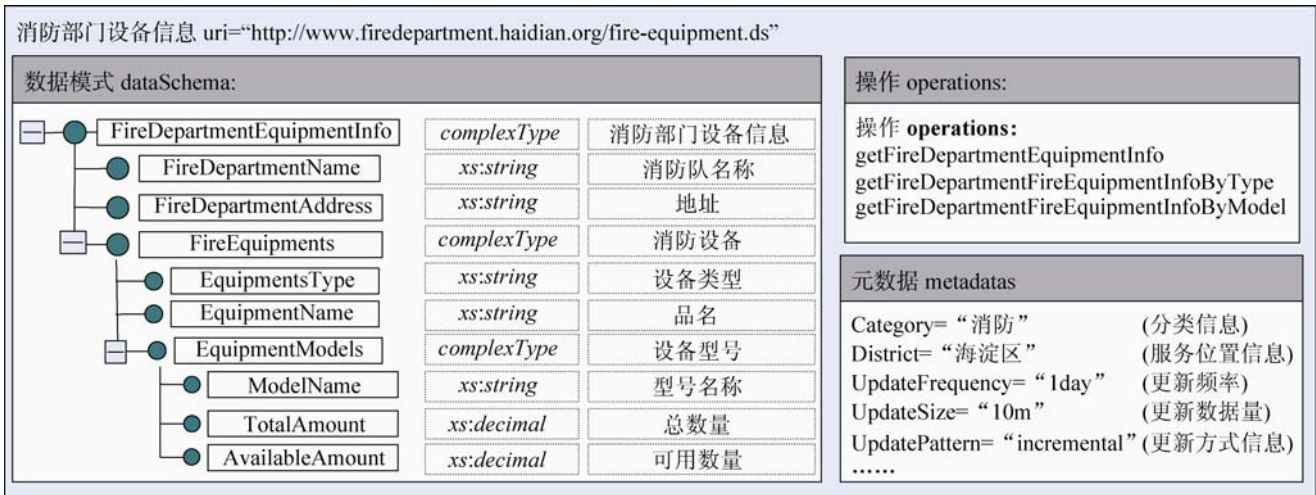 消防部门设备信息 uri=“http://www.firedepartment.haidian.org/fire-equipment.ds”
数据模式 dataSchema:
FireDepartmentEquipmentInfo complexType 消防部门设备信息
FireDepartmentName xs:string 消防队名称
FireDepartmentAddress xs:string 地址
FireEquipments complexType 消防设备
EquipmentsType xs:string 设备类型
EquipmentName xs:string 品名
EquipmentModels complexType 设备型号
ModelName xs:string 型号名称
TotalAmount xs:decimal 总数量
AvailableAmount xs:decimal 可用数量
操作 operations:
操作 operations:
getFireDepartmentEquipmentInfo
getFireDepartmentFireEquipmentInfoByType
getFireDepartmentFireEquipmentInfoByModel
元数据 metadatas
Category=“消防” (分类信息)
District=“海淀区” (服务位置信息)
UpdateFrequency=“1day” (更新频率)
UpdateSize=“10m” (更新数据量)
UpdatePattern=“incremental” (更新方式信息)
……